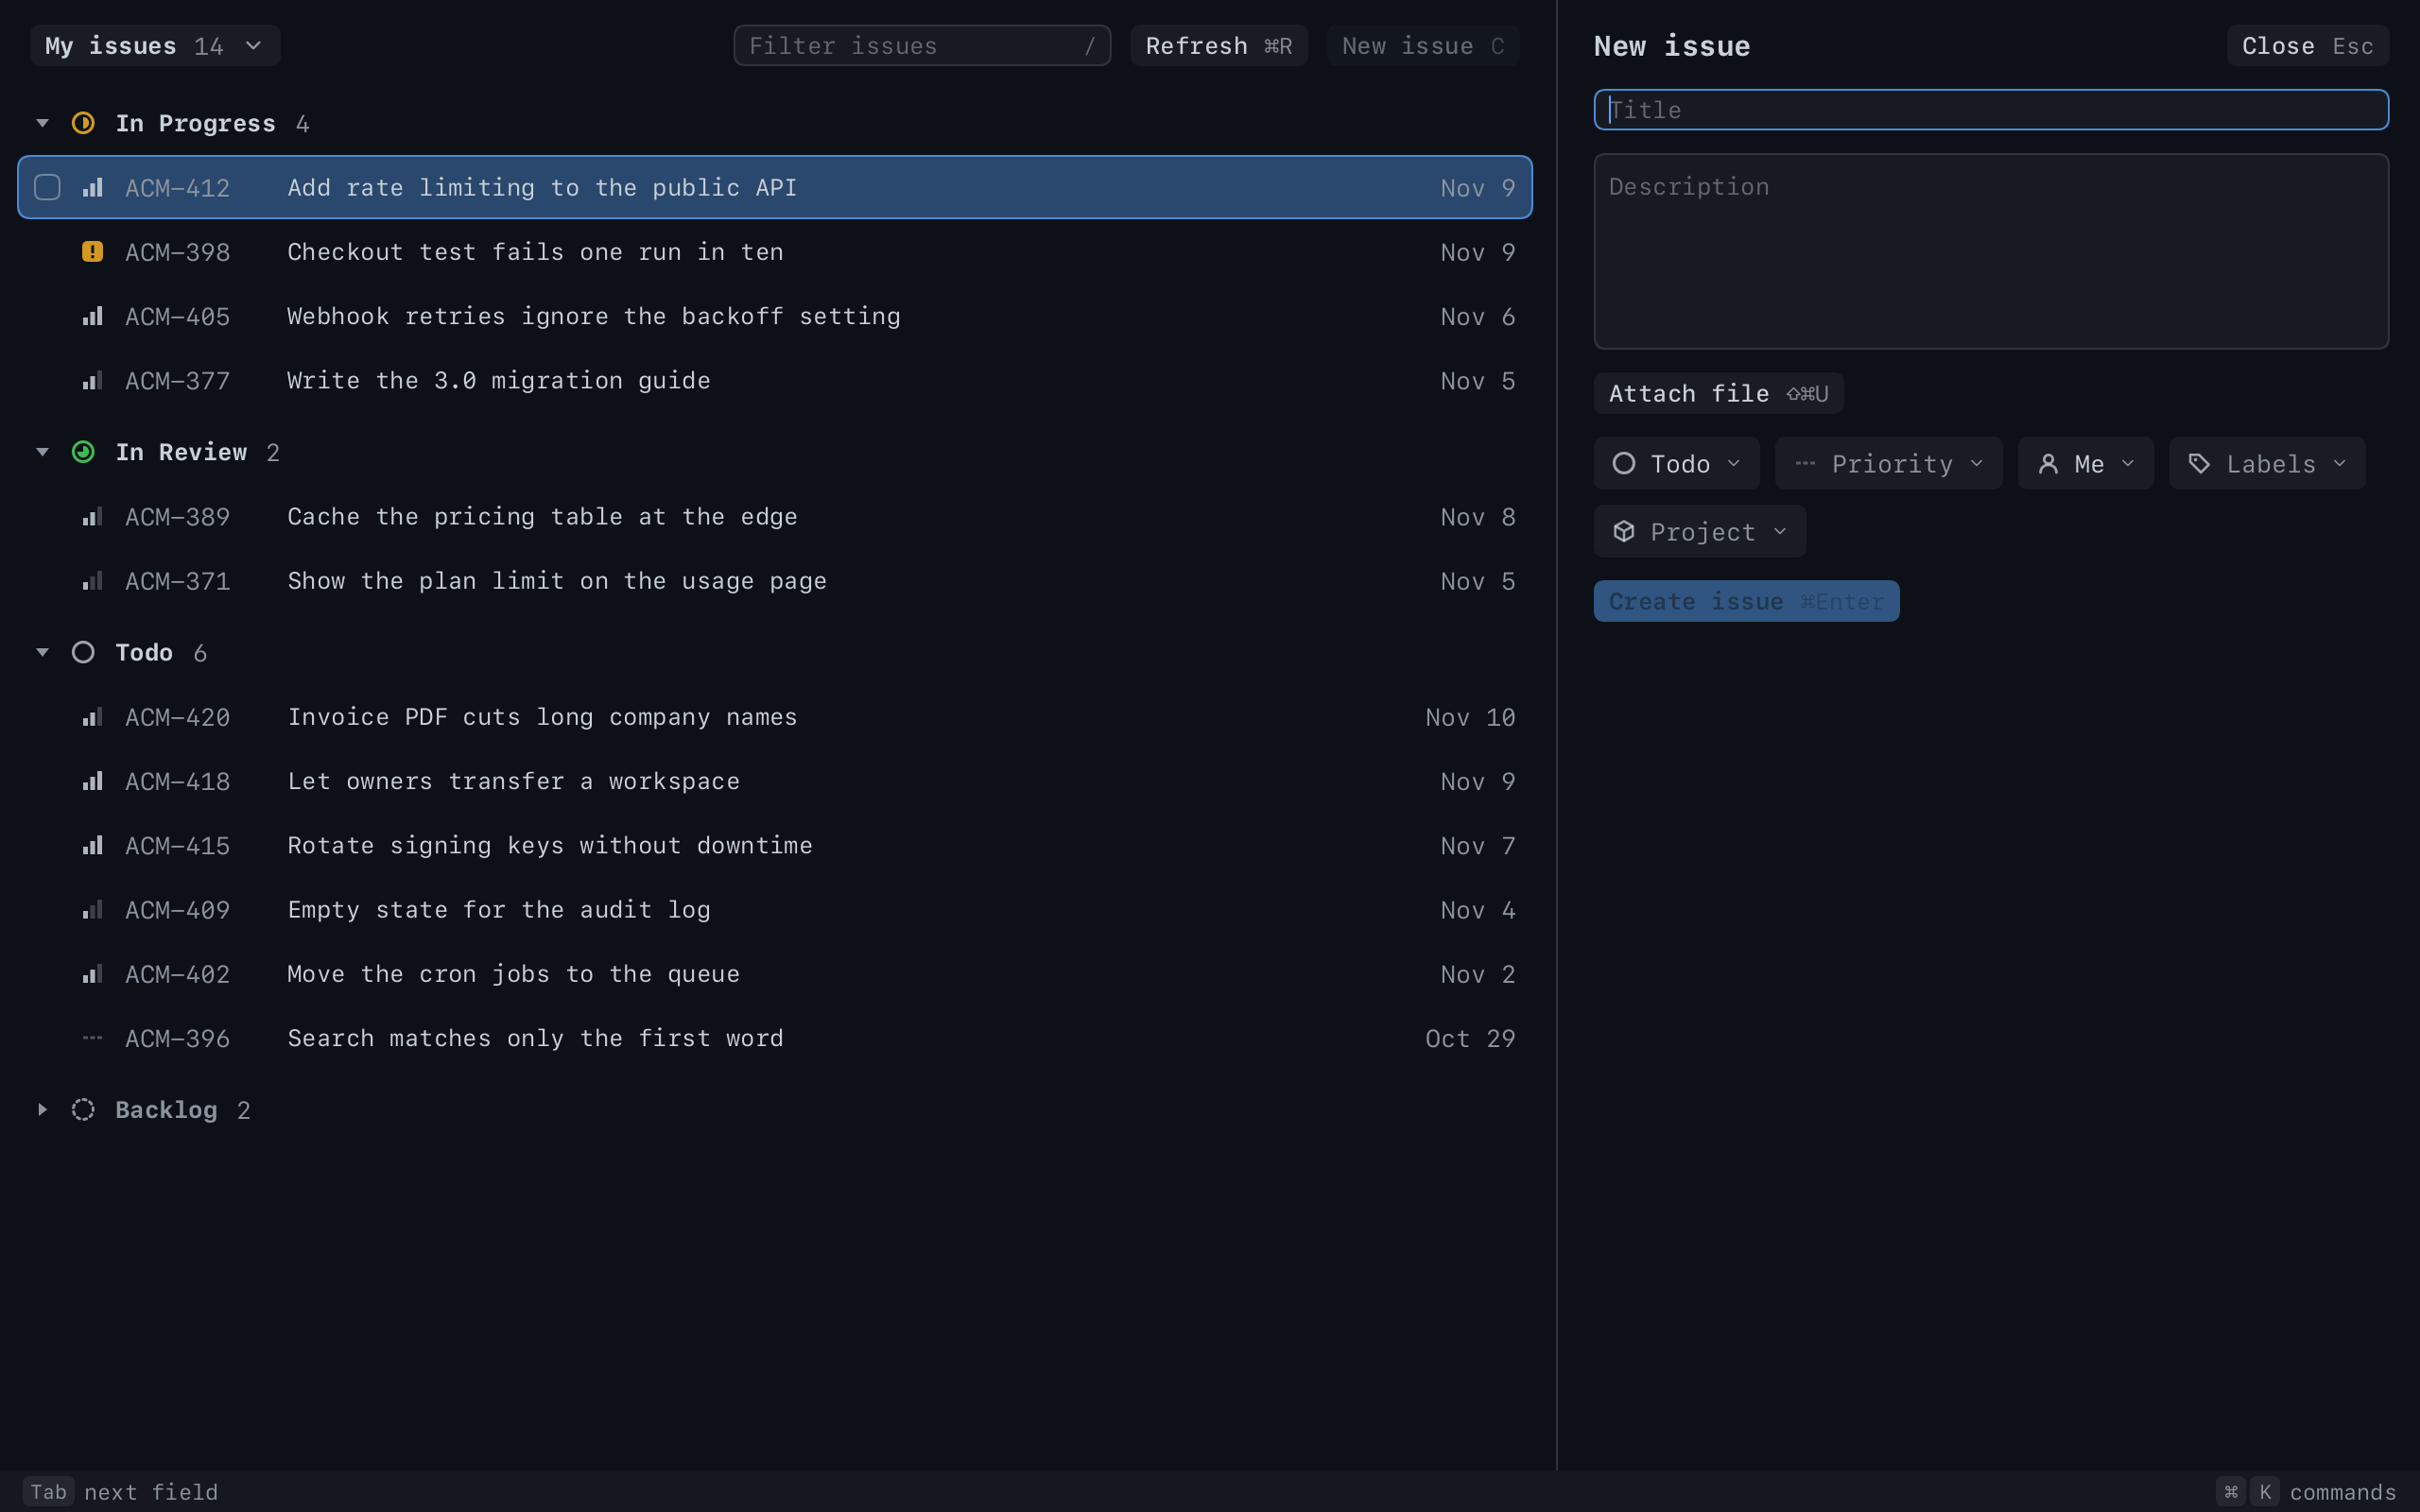 My issues 14
Filter issues /
Refresh ⌘R
New issue C
In Progress 4
ACM-412 Add rate limiting to the public API Nov 9
ACM-398 Checkout test fails one run in ten Nov 9
ACM-405 Webhook retries ignore the backoff setting Nov 6
ACM-377 Write the 3.0 migration guide Nov 5
In Review 2
ACM-389 Cache the pricing table at the edge Nov 8
ACM-371 Show the plan limit on the usage page Nov 5
Todo 6
ACM-420 Invoice PDF cuts long company names Nov 10
ACM-418 Let owners transfer a workspace Nov 9
ACM-415 Rotate signing keys without downtime Nov 7
ACM-409 Empty state for the audit log Nov 4
ACM-402 Move the cron jobs to the queue Nov 2
ACM-396 Search matches only the first word Oct 29
Backlog 2
New issue
Close Esc
Title
Description
Attach file ⇧⌘U
Todo Priority Me Labels
Project
Create issue ⌘Enter
Tab next field
⌘ K commands